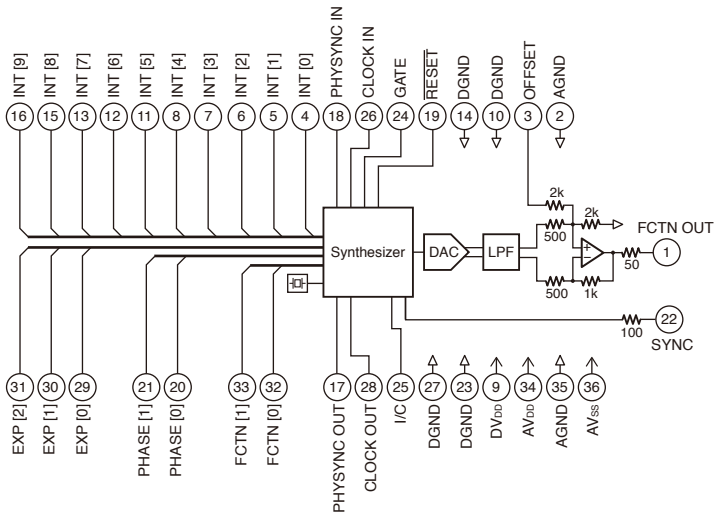 INT [9]
INT [8]
INT [7]
INT [6]
INT [5]
INT [4]
INT [3]
INT [2]
INT [1]
INT [0]
PHYSYNC IN
CLOCK IN
GATE
RESET
DGND
DGND
OFFSET
AGND
16
15
13
12
11
8
7
6
5
4
18
26
24
19
14
10
3
2
2k
2k
500
FCTN OUT
Synthesizer
DAC
LPF
+
−
1
50
500
1k
22
100
SYNC
31
30
29
21
20
33
32
17
28
25
27
23
9
34
35
36
EXP [2]
EXP [1]
EXP [0]
PHASE [1]
PHASE [0]
FCTN [1]
FCTN [0]
PHYSYNC OUT
CLOCK OUT
I/C
DGND
DGND
DVDD
AVDD
AGND
AVSS